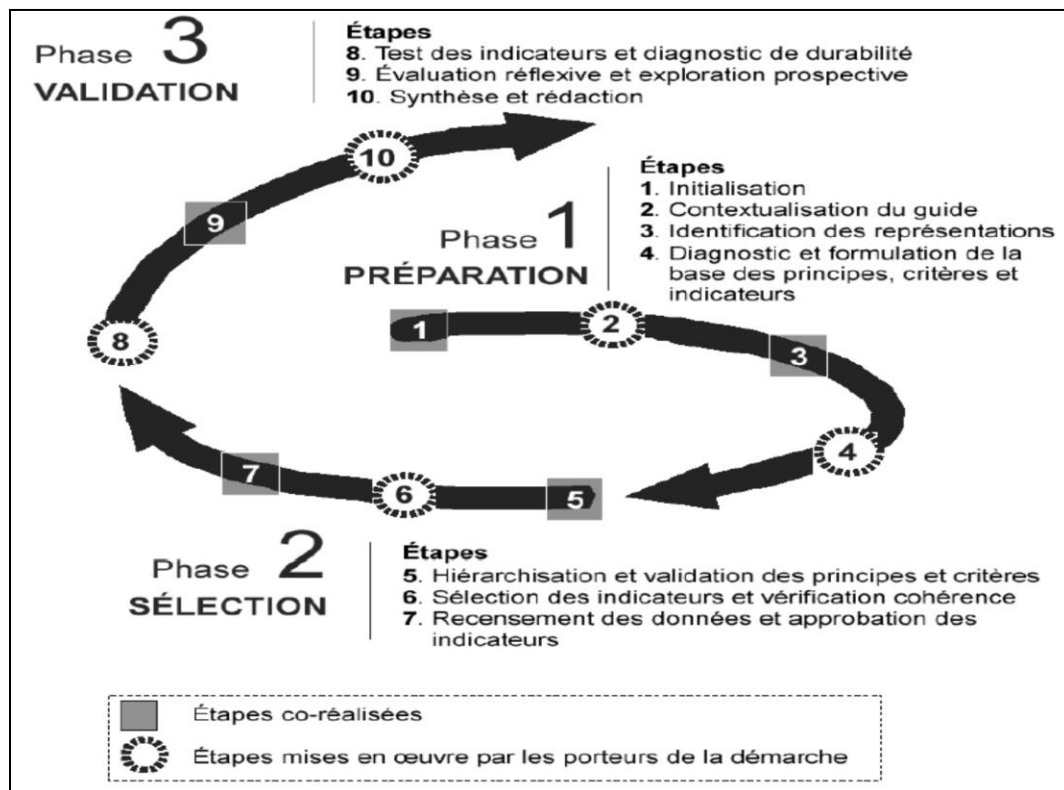 Phase 3
VALIDATION
Étapes
8. Test des indicateurs et diagnostic de durabilité
9. Évaluation réflexive et exploration prospective
10. Synthèse et rédaction
10
9
8
Phase 1
PRÉPARATION
Étapes
1. Initialisation
2. Contextualisation du guide
3. Identification des représentations
4. Diagnostic et formulation de la
base des principes, critères et
indicateurs
1
2
3
4
7
6
5
Phase 2
SÉLECTION
Étapes
5. Hiérarchisation et validation des principes et critères
6. Sélection des indicateurs et vérification cohérence
7. Recensement des données et approbation des
indicateurs
Étapes co-réalisées
Étapes mises en œuvre par les porteurs de la démarche